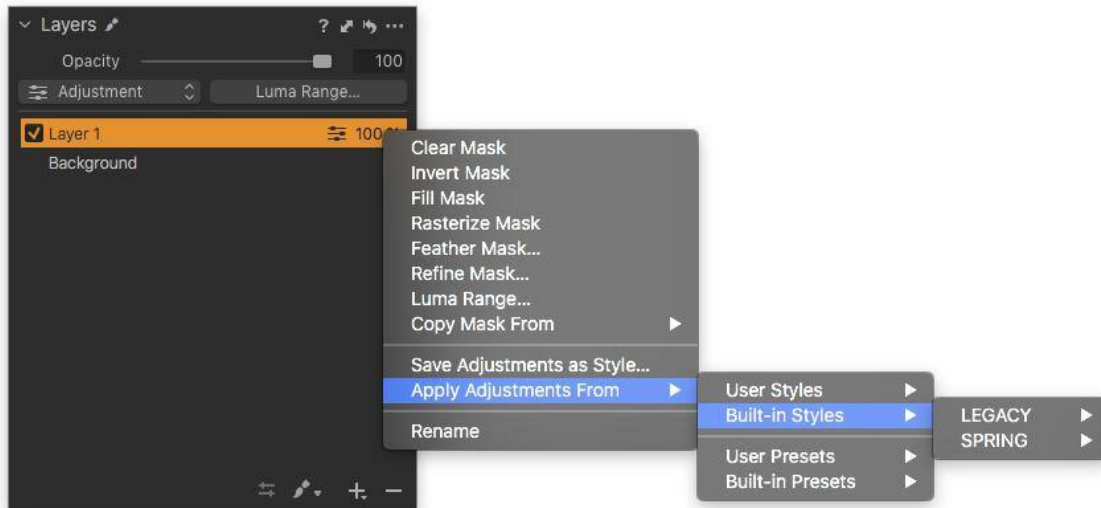 Layers
?
Opacity 100
Adjustment Luma Range...
Layer 1
Background
Clear Mask
Invert Mask
Fill Mask
Rasterize Mask
Feather Mask...
Refine Mask...
Luma Range...
Copy Mask From
Save Adjustments as Style...
Apply Adjustments From
Rename
User Styles
Built-in Styles
User Presets
Built-in Presets
LEGACY
SPRING